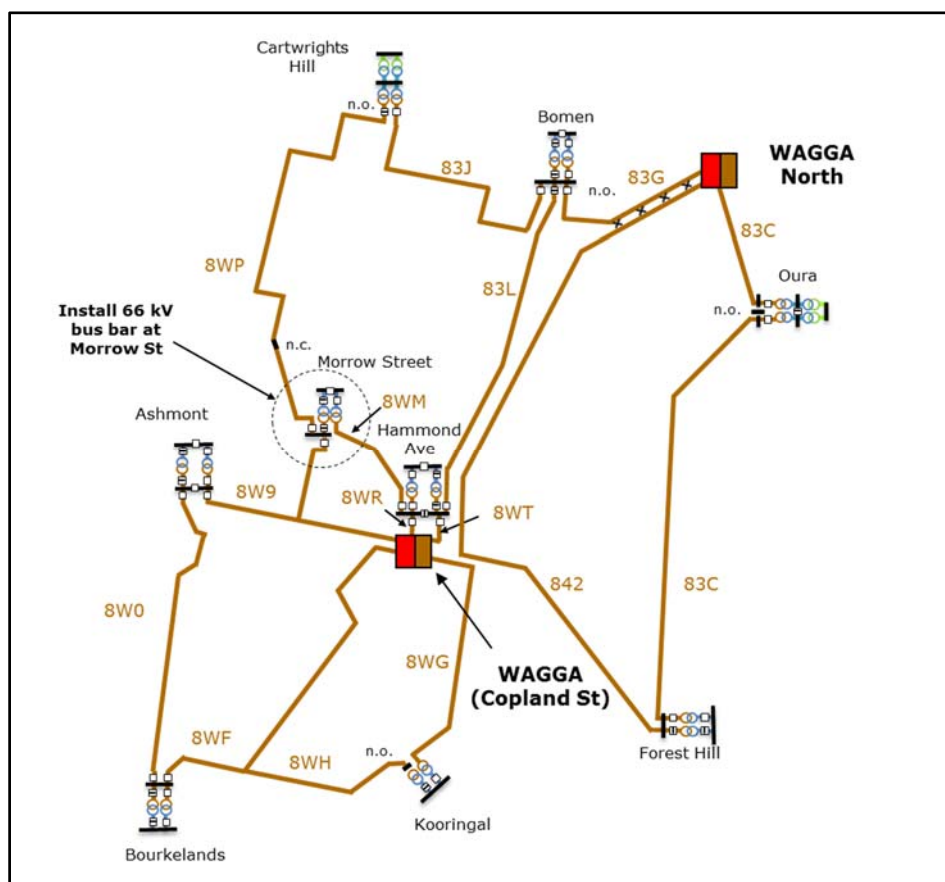 Cartwrights
Hill
n.o.
Bomen
83J
n.o.
83G
WAGGA
North
83C
Oura
n.o.
8WP
83L
Install 66 kV
bus bar at
Morrow St
n.c.
Morrow Street
8WM
Ashmont
Hammond
Ave
8W9
8WR
8WT
8W0
842
83C
8WG
WAGGA
(Copland St)
8WF
8WH
n.o.
Forest Hill
Kooringal
Bourkelands